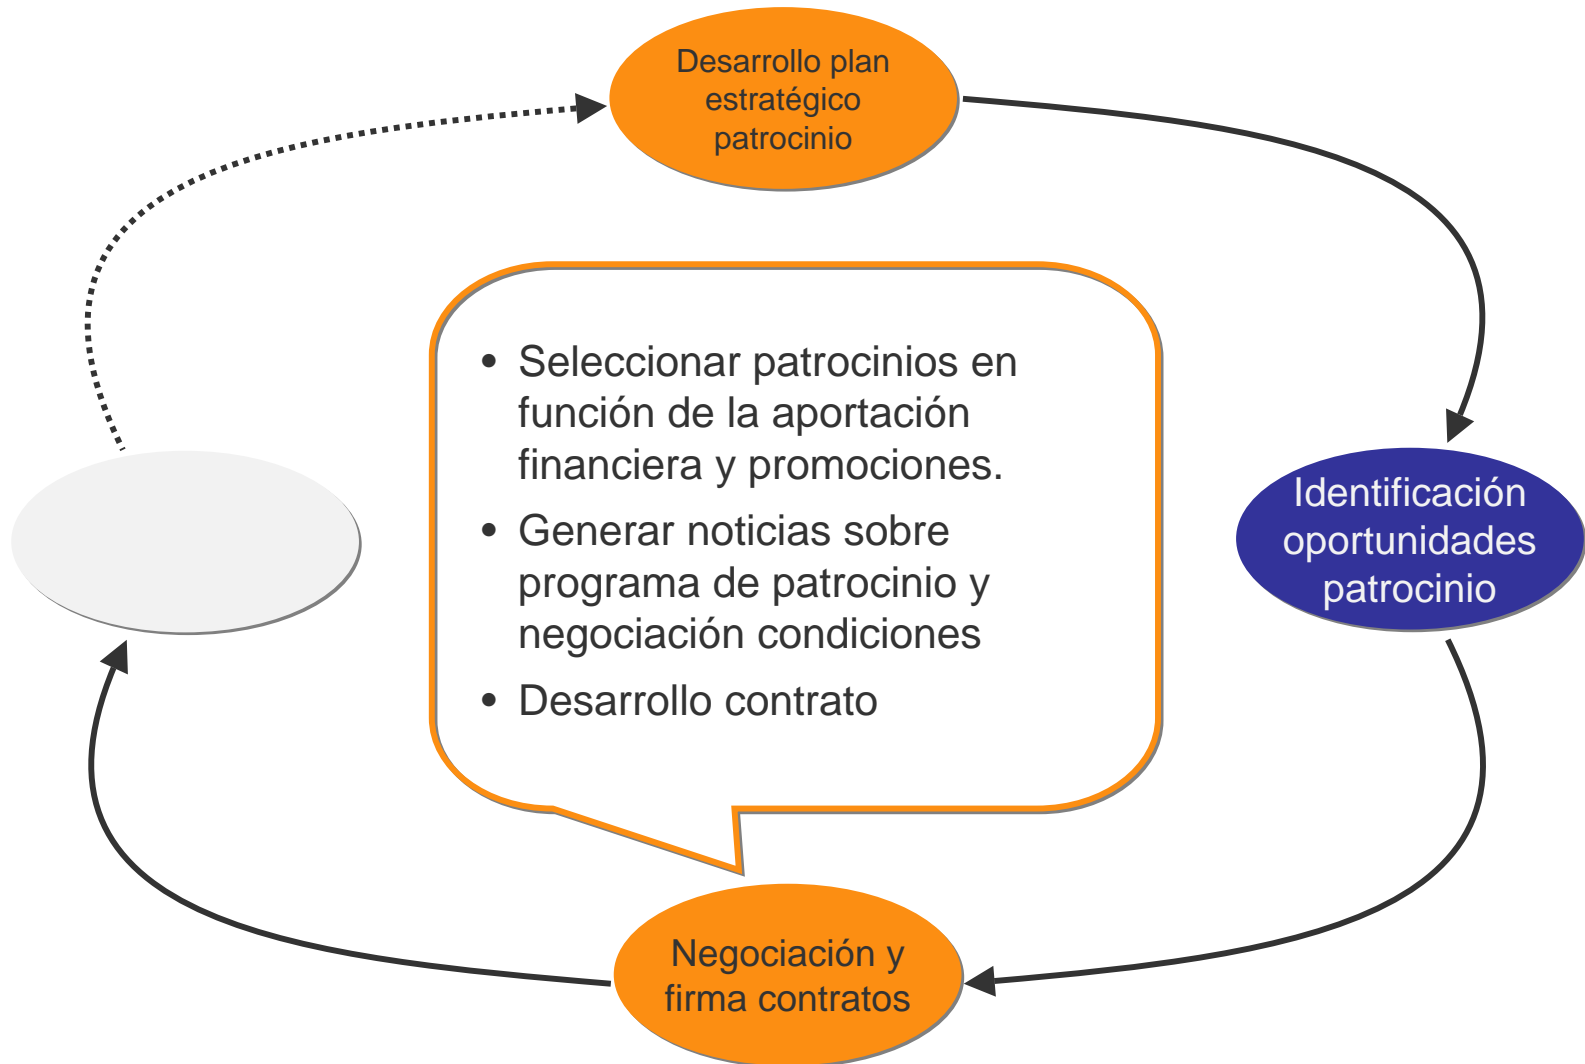 Desarrollo plan
estratégico
patrocinio
• Seleccionar patrocinios en
función de la aportación
financiera y promociones.
• Generar noticias sobre
programa de patrocinio y
negociación condiciones
• Desarrollo contrato
Identificación
oportunidades
patrocinio
Negociación y
firma contratos